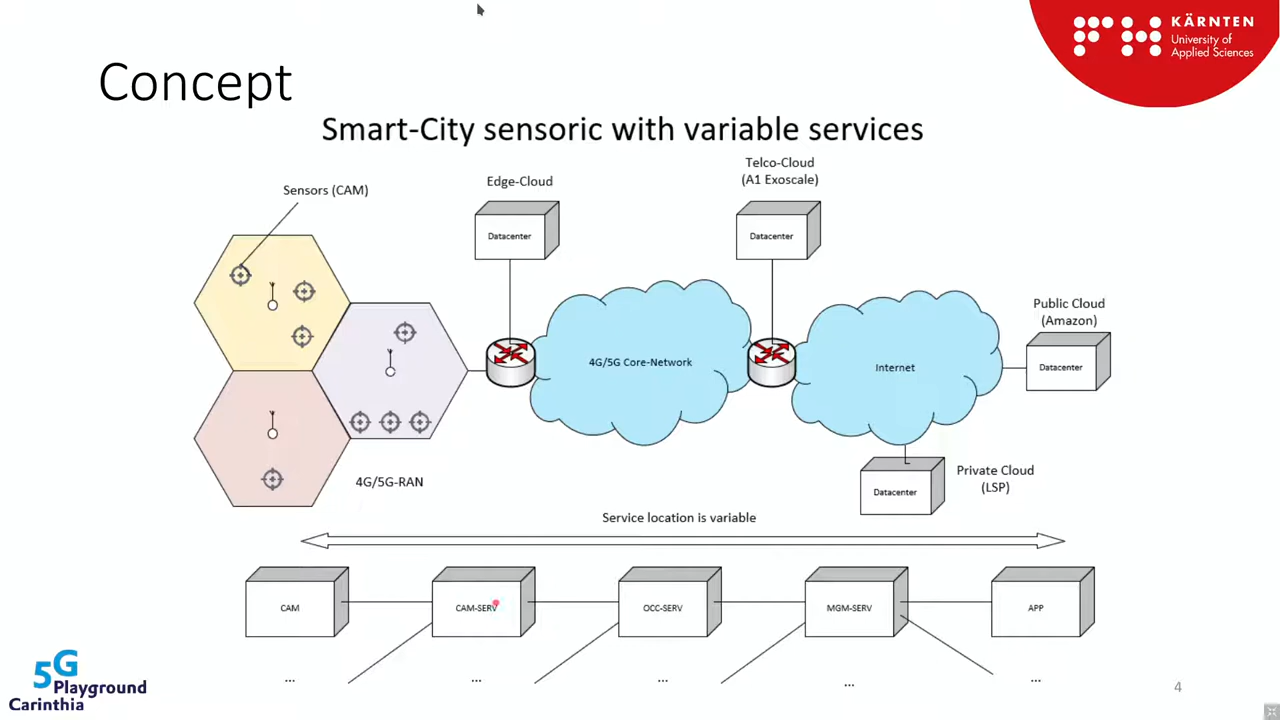 KÄRNTEN
University of
Applied Sciences
Concept
Smart-City sensoric with variable services
Telco-Cloud
(A1 Exoscale)
Edge-Cloud
Sensors (CAM)
Datacenter
Datacenter
Public Cloud
(Amazon)
4G/5G Core-Network
Internet
Datacenter
4G/5G-RAN
Private Cloud
(LSP)
Datacenter
Service location is variable
CAM
CAM-SERV
OCC-SERV
MGM-SERV
APP
...
...
...
...
...
5G
Playground
Carinthia
4